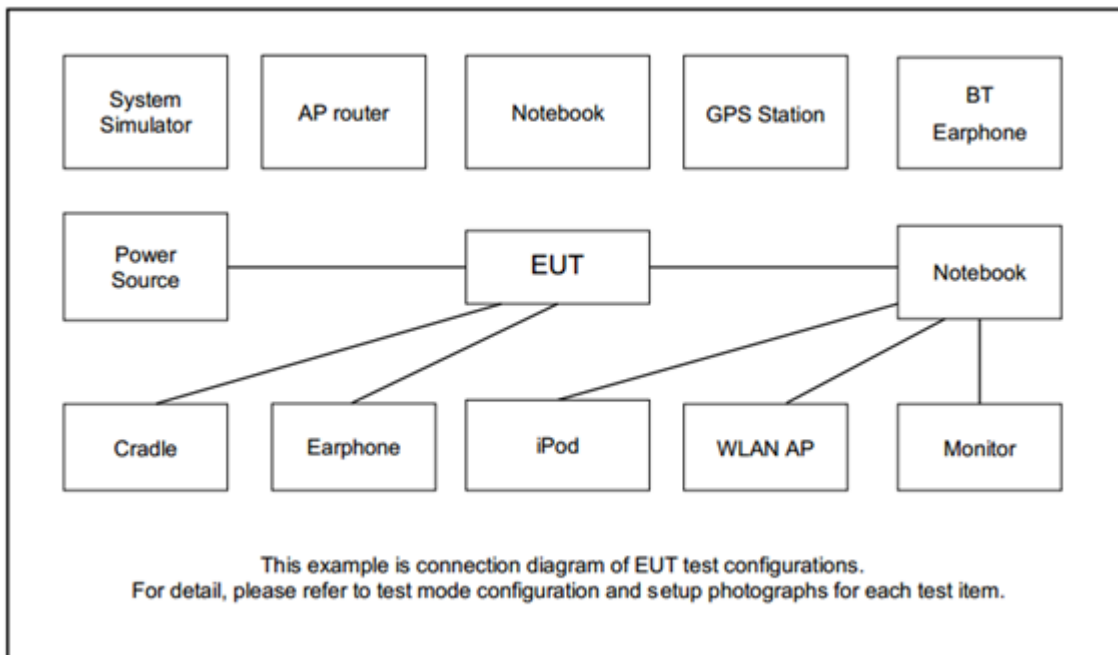 System
Simulator
AP router
Notebook
GPS Station
BT
Earphone
Power
Source
EUT
Notebook
Cradle
Earphone
iPod
WLAN AP
Monitor
This example is connection diagram of EUT test configurations.
For detail, please refer to test mode configuration and setup photographs for each test item.